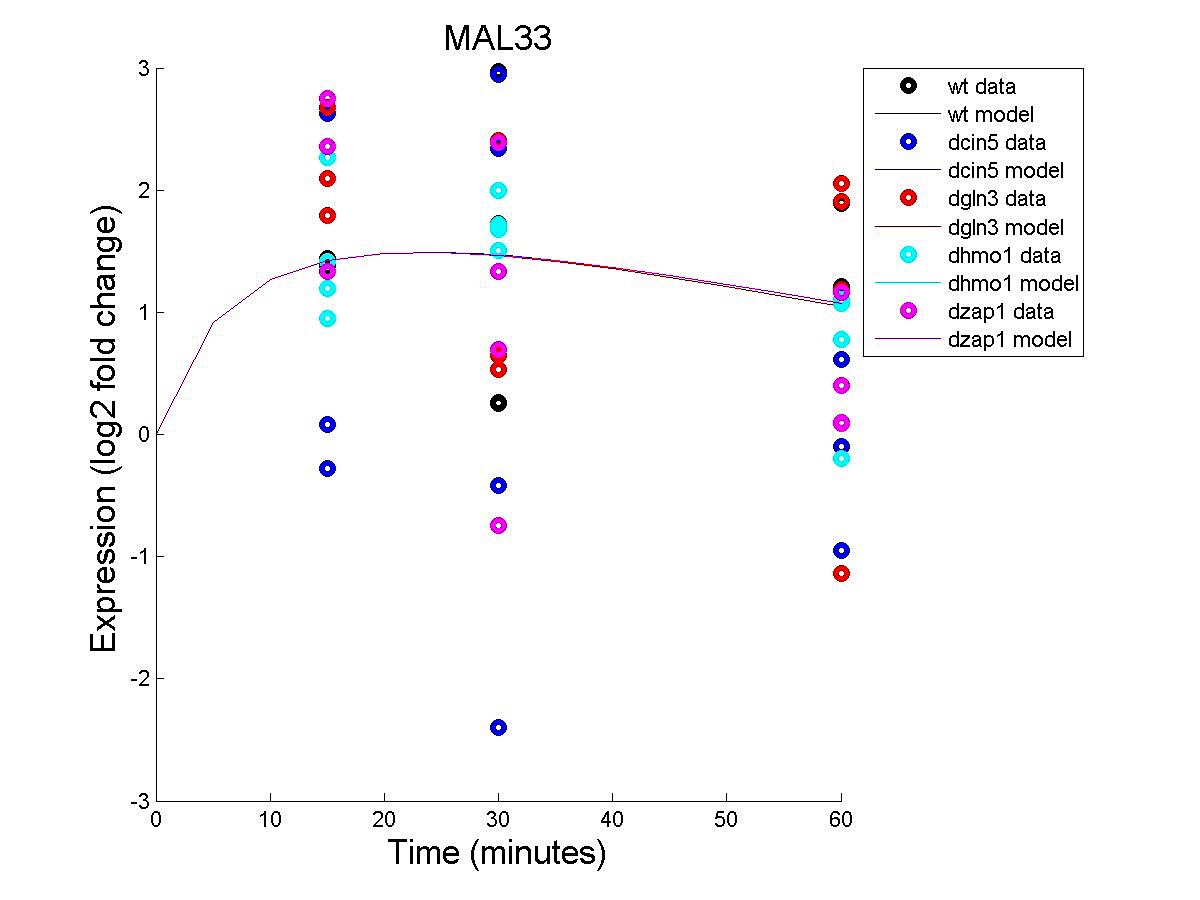 MAL33
3
2
1
0
-1
-2
-3
0
10
20
30
40
50
60
Expression (log2 fold change)
Time (minutes)
wt data
wt model
dcin5 data
dcin5 model
dgln3 data
dgln3 model
dhmo1 data
dhmo1 model
dzap1 data
dzap1 model